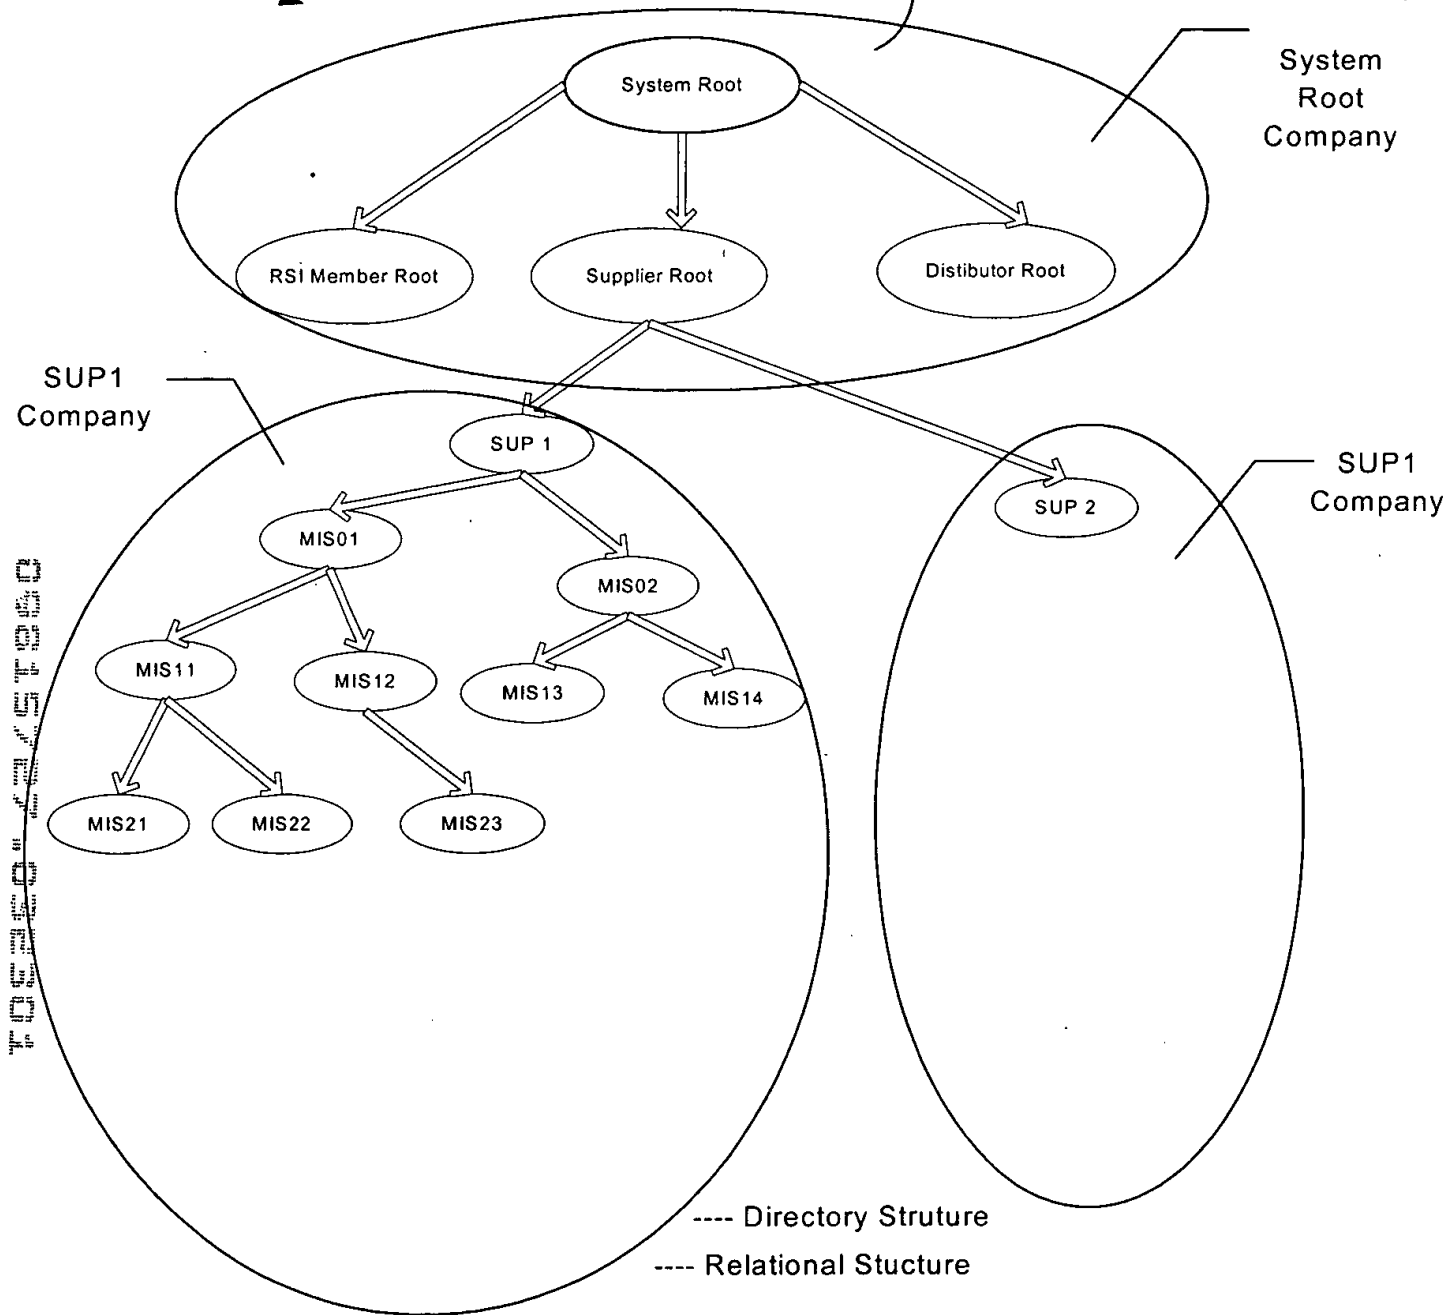 System Root
System
Root
Company
RSI Member Root
Supplier Root
Distibutor Root
SUP1
Company
SUP 1
SUP1
Company
SUP 2
MIS01
MIS02
MIS11
MIS12
MIS13
MIS14
MIS21
MIS22
MIS23
---- Directory Struture
---- Relational Stucture